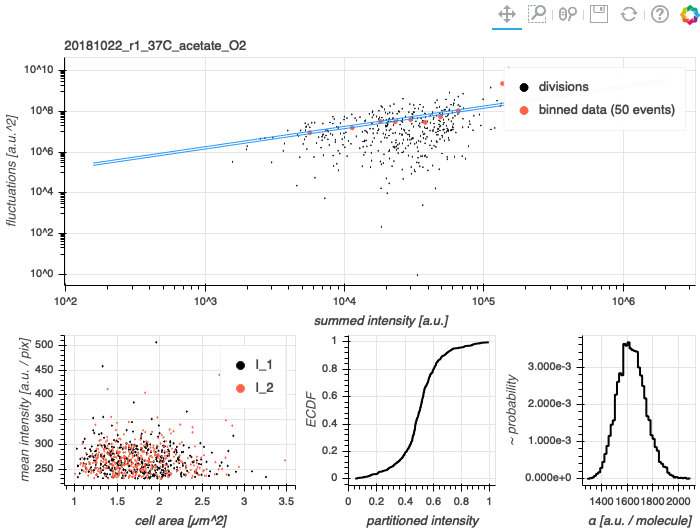 20181022_r1_37C_acetate_O2
10^10
10^8
10^6
10^4
10^2
10^0
fluctuations [a.u.^2]
divisions
binned data (50 events)
10^2
10^3
10^4
10^5
10^6
summed intensity [a.u.]
500
450
400
350
300
250
mean intensity [a.u. / pix]
l_1
l_2
1
1.5
2
2.5
3
3.5
cell area [μm^2]
1
0.8
0.6
0.4
0.2
0
ECDF
0
0.2
0.4
0.6
0.8
1
partitioned intensity
3.000e-3
2.000e-3
1.000e-3
0.000e+0
~ probability
1400
1600
1800
2000
α [a.u. / molecule]